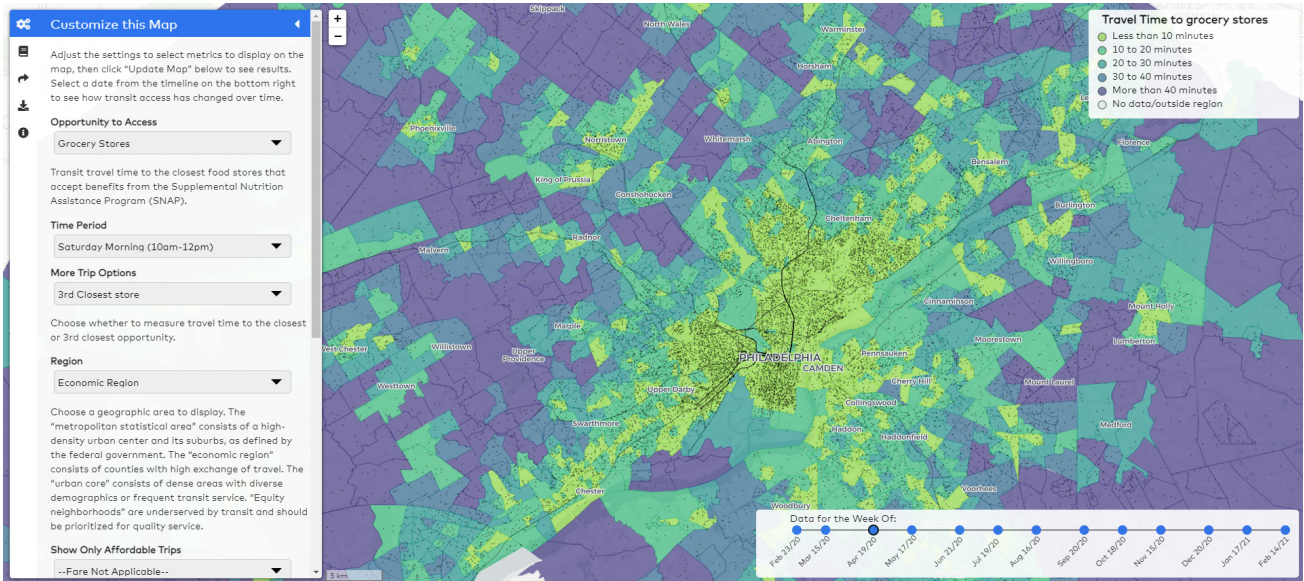 Customize this Map
Adjust the settings to select metrics to display on the
map, then click "Update Map" below to see results.
Select a date from the timeline on the bottom right
to see how transit access has changed over time.
Opportunity to Access
Grocery Stores
Transit travel time to the closest food stores that
accept benefits from the Supplemental Nutrition
Assistance Program (SNAP).
Time Period
Saturday Morning (10am-12pm)
More Trip Options
3rd Closest store
Choose whether to measure travel time to the closest
or 3rd closest opportunity.
Region
Economic Region
Choose a geographic area to display. The
"metropolitan statistical area" consists of a high-
density urban center and its suburbs, as defined by
the federal government. The "economic region"
consists of counties with high exchange of travel. The
"urban core" consists of dense areas with diverse
demographics or frequent transit service. "Equity
neighborhoods" are underserved by transit and should
be prioritized for quality service.
Show Only Affordable Trips
--Fare Not Applicable--
+
−
Travel Time to grocery stores
Less than 10 minutes
10 to 20 minutes
20 to 30 minutes
30 to 40 minutes
More than 40 minutes
No data/outside region
Skippack
North Wales
Warminster
Horsham
Phoenixville
Norristown
Whitemarsh
Abington
Florence
Bensalem
King of Prussia
Conshohocken
Burlington
Cheltenham
Radnor
Malvern
Willingboro
Cinnaminson
Mount Holly
Marple
Moorestown
Lumberton
West Chester
Willistown
Upper
Providence
PHILADELPHIA
Pennsauken
CAMDEN
Westtown
Upper Darby
Cherry Hill
Mount Laurel
Collingswood
Swarthmore
Haddon
Haddonfield
Medford
Chester
Voorhees
Woodbury
Data for the Week Of:
Feb 23/20
Mar 15/20
Apr 19/20
May 17/20
Jun 21/20
Jul 19/20
Aug 16/20
Sep 20/20
Oct 18/20
Nov 15/20
Dec 20/20
Jan 17/21
Feb 14/21
5 km